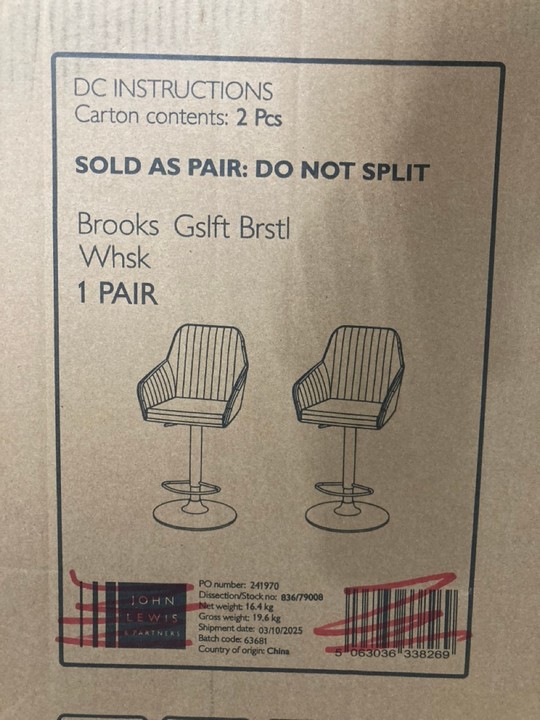 DC INSTRUCTIONS
Carton contents: 2 Pcs
SOLD AS PAIR: DO NOT SPLIT
Brooks Gslft Brstl
Whsk
1 PAIR
JOHN
LEWIS
& PARTNERS
PO number: 241970
Dissection/Stock no: 836/79008
Net weight: 16.4 kg
Gross weight: 19.6 kg
Shipment date: 03/10/2025
Batch code: 63681
Country of origin: China
5 063036 338269